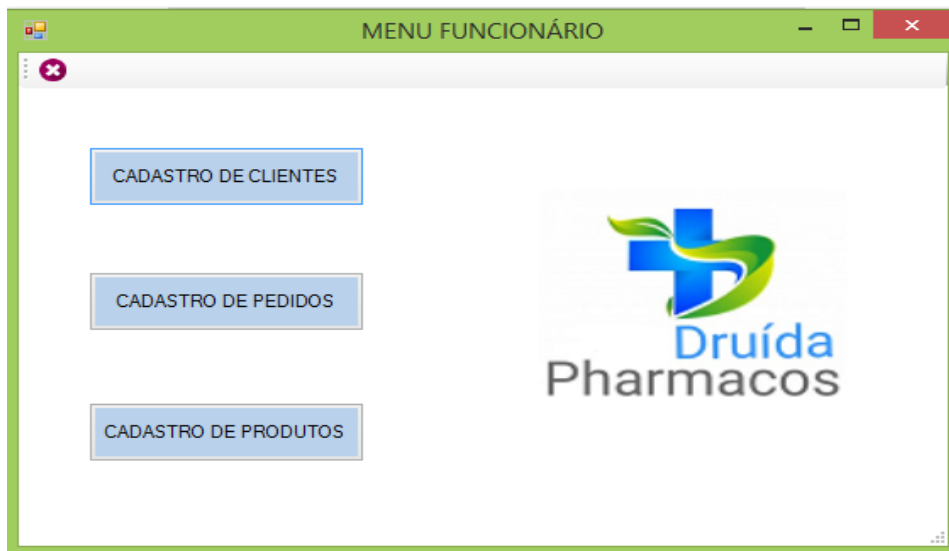 MENU FUNCIONÁRIO
CADASTRO DE CLIENTES
CADASTRO DE PEDIDOS
CADASTRO DE PRODUTOS
Druída
Pharmacos